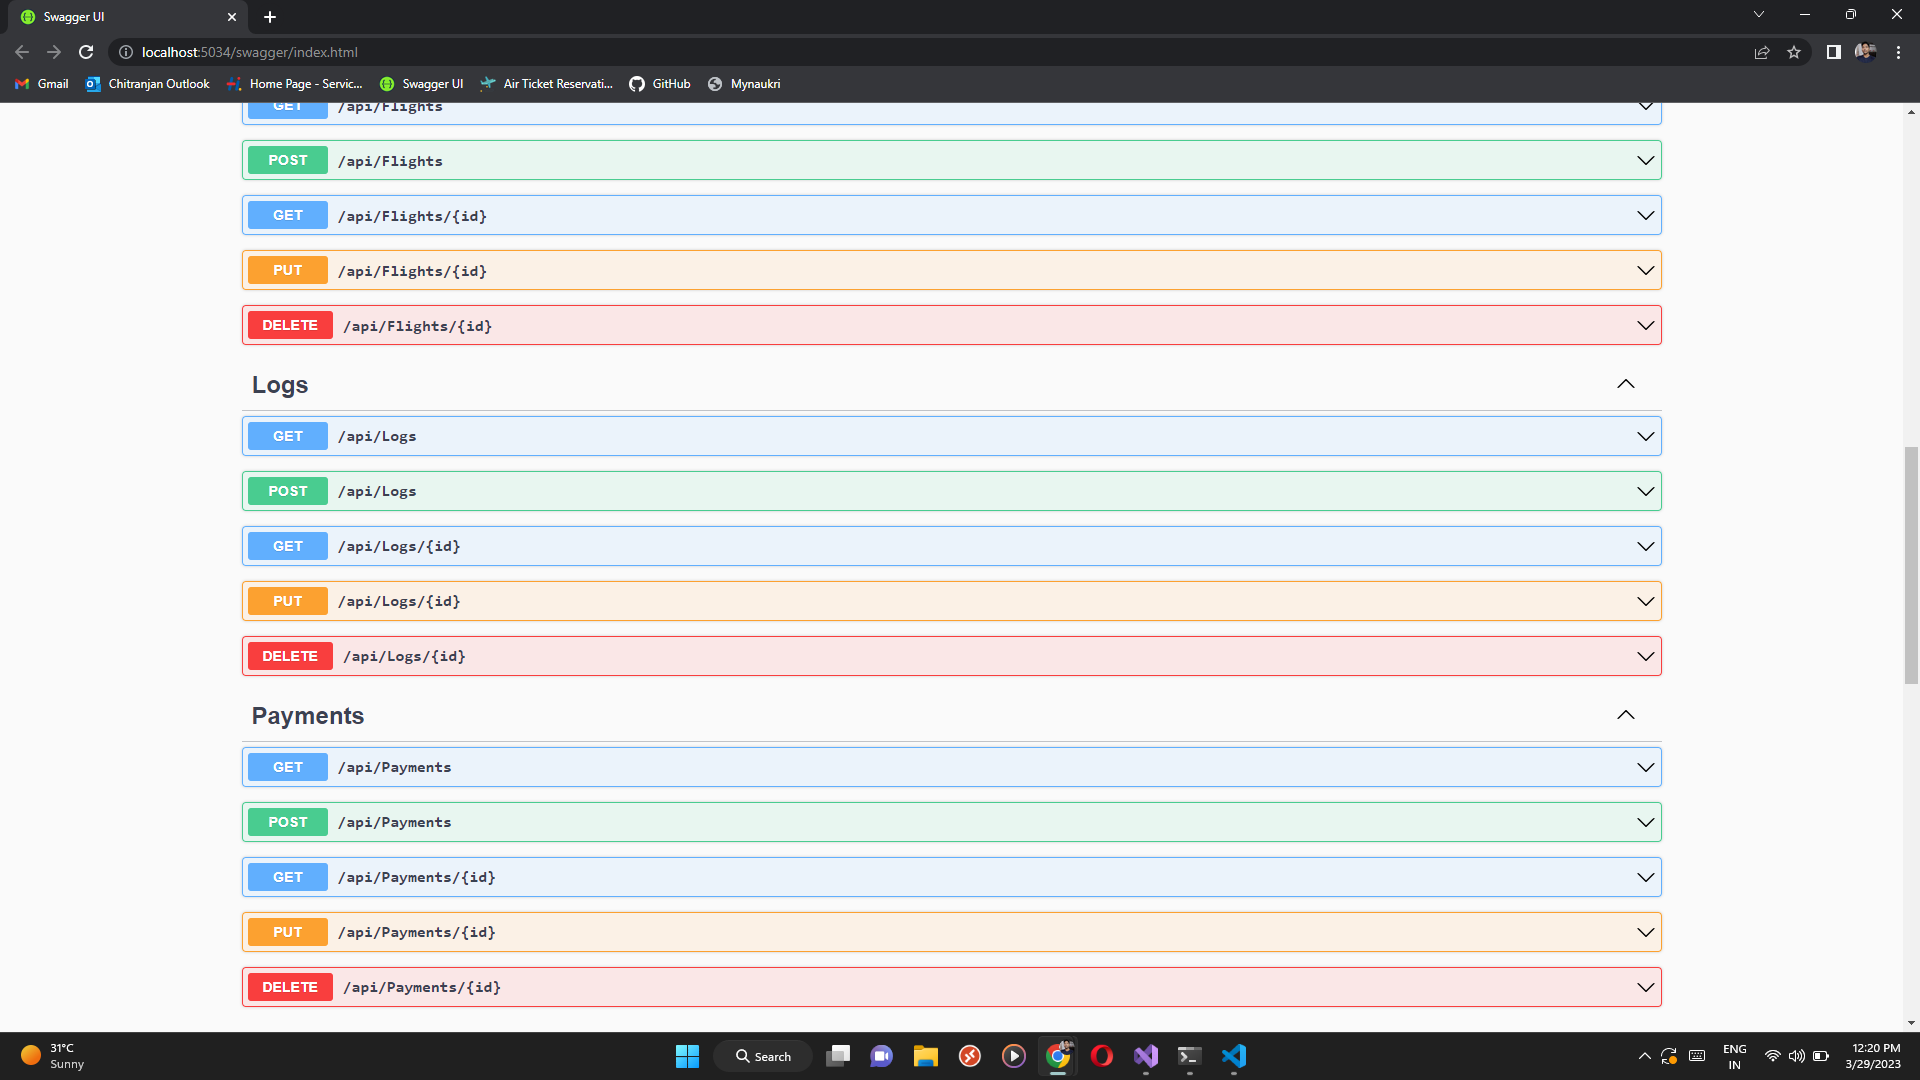 Swagger UI
localhost:5034/swagger/index.html
Gmail Chitranjan Outlook Home Page - Servic... Swagger UI Air Ticket Reservati... GitHub Mynaukri
GET /api/Flights
POST /api/Flights
GET /api/Flights/{id}
PUT /api/Flights/{id}
DELETE /api/Flights/{id}
Logs
GET /api/Logs
POST /api/Logs
GET /api/Logs/{id}
PUT /api/Logs/{id}
DELETE /api/Logs/{id}
Payments
GET /api/Payments
POST /api/Payments
GET /api/Payments/{id}
PUT /api/Payments/{id}
DELETE /api/Payments/{id}
31°C
Sunny
Search
ENG
IN
12:20 PM
3/29/2023